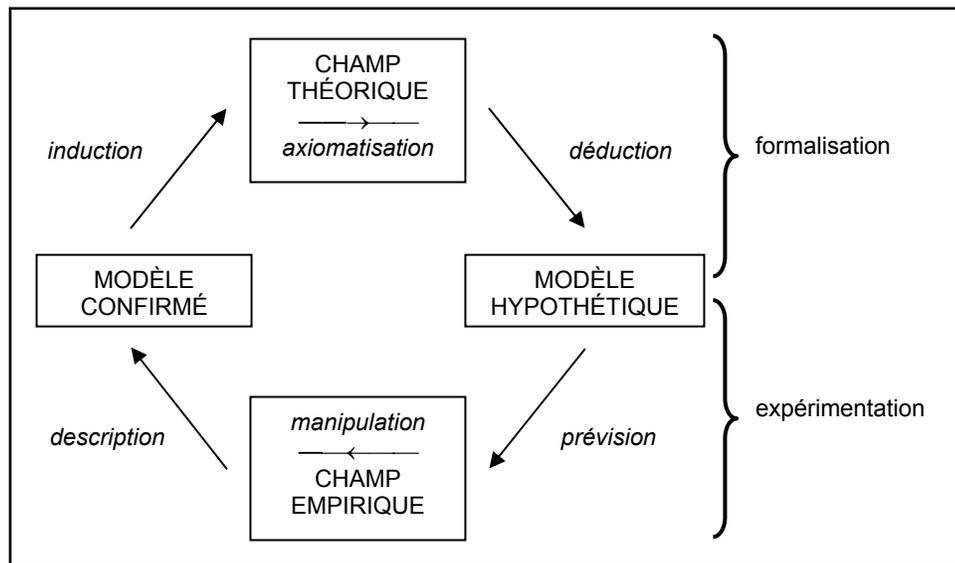 CHAMP
THÉORIQUE
axiomatisation
induction
déduction
formalisation
MODÈLE
CONFIRMÉ
MODÈLE
HYPOTHÉTIQUE
description
manipulation
CHAMP
EMPIRIQUE
prévision
expérimentation